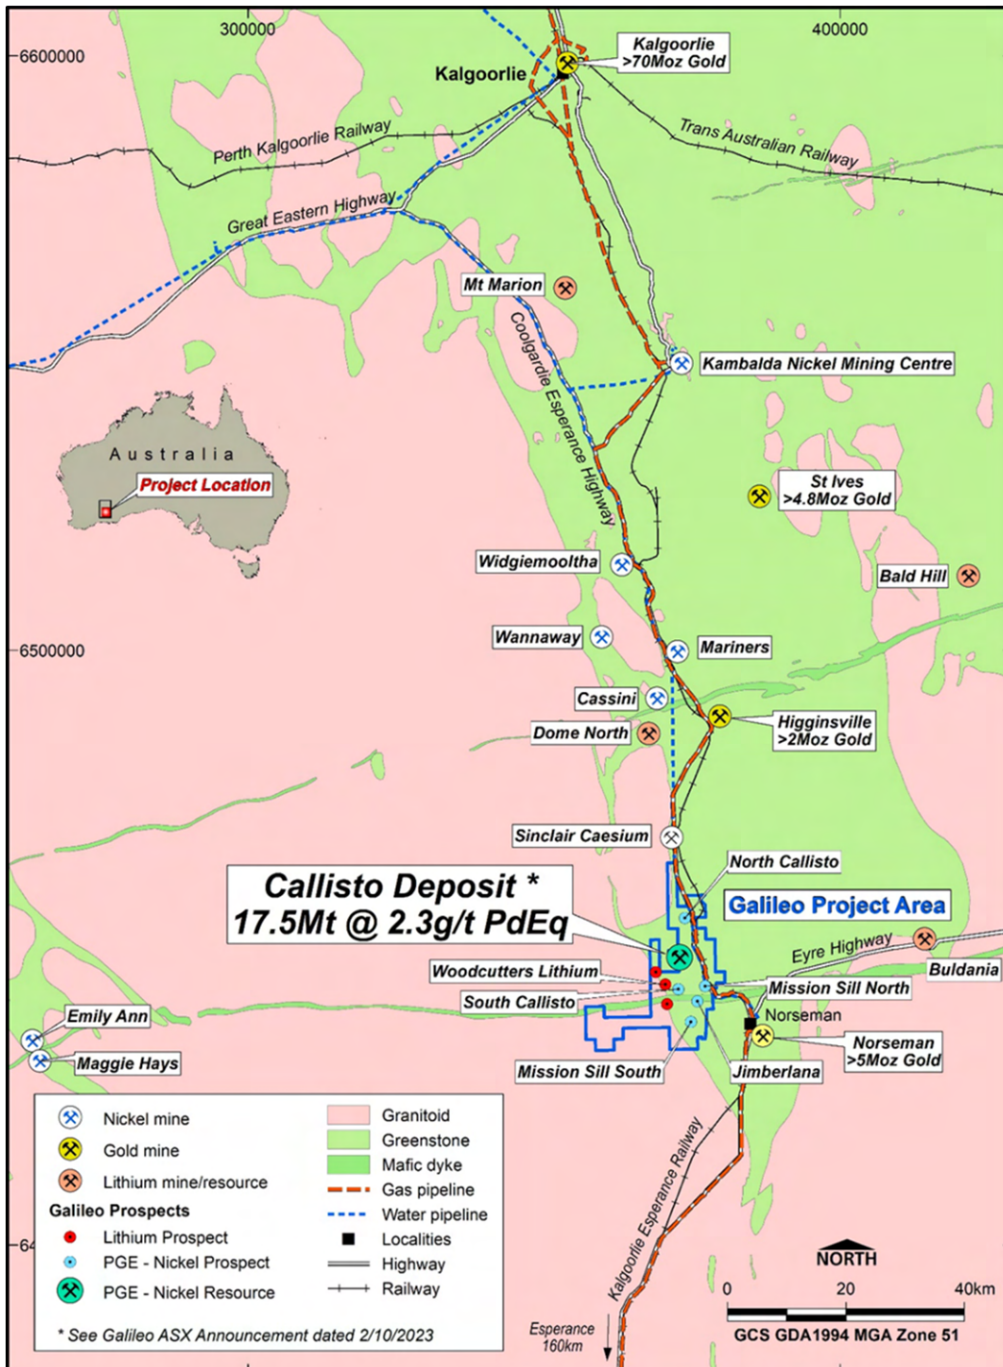 300000
400000
6600000
Kalgoorlie
>70Moz Gold
Kalgoorlie
Perth Kalgoorlie Railway
Trans Australian Railway
Great Eastern Highway
Mt Marion
Coolgardie Esperance Highway
Kambalda Nickel Mining Centre
Australia
Project Location
St Ives
>4.8Moz Gold
Widgiemooltha
Bald Hill
Wannaway
6500000
Mariners
Cassini
Dome North
Higginsville
>2Moz Gold
Sinclair Caesium
North Callisto
Callisto Deposit *
17.5Mt @ 2.3g/t PdEq
Galileo Project Area
Eyre Highway
Woodcutters Lithium
Buldania
South Callisto
Mission Sill North
Norseman
Emily Ann
Maggie Hays
Norseman
>5Moz Gold
Mission Sill South
Jimberlana
Nickel mine
Gold mine
Lithium mine/resource
Galileo Prospects
Lithium Prospect
PGE - Nickel Prospect
PGE - Nickel Resource
Granitoid
Greenstone
Mafic dyke
Gas pipeline
Water pipeline
Localities
Highway
Railway
* See Galileo ASX Announcement dated 2/10/2023
64
Kalgoorlie Esperance Railway
Esperance
160km
NORTH
0 20 40km
GCS GDA1994 MGA Zone 51